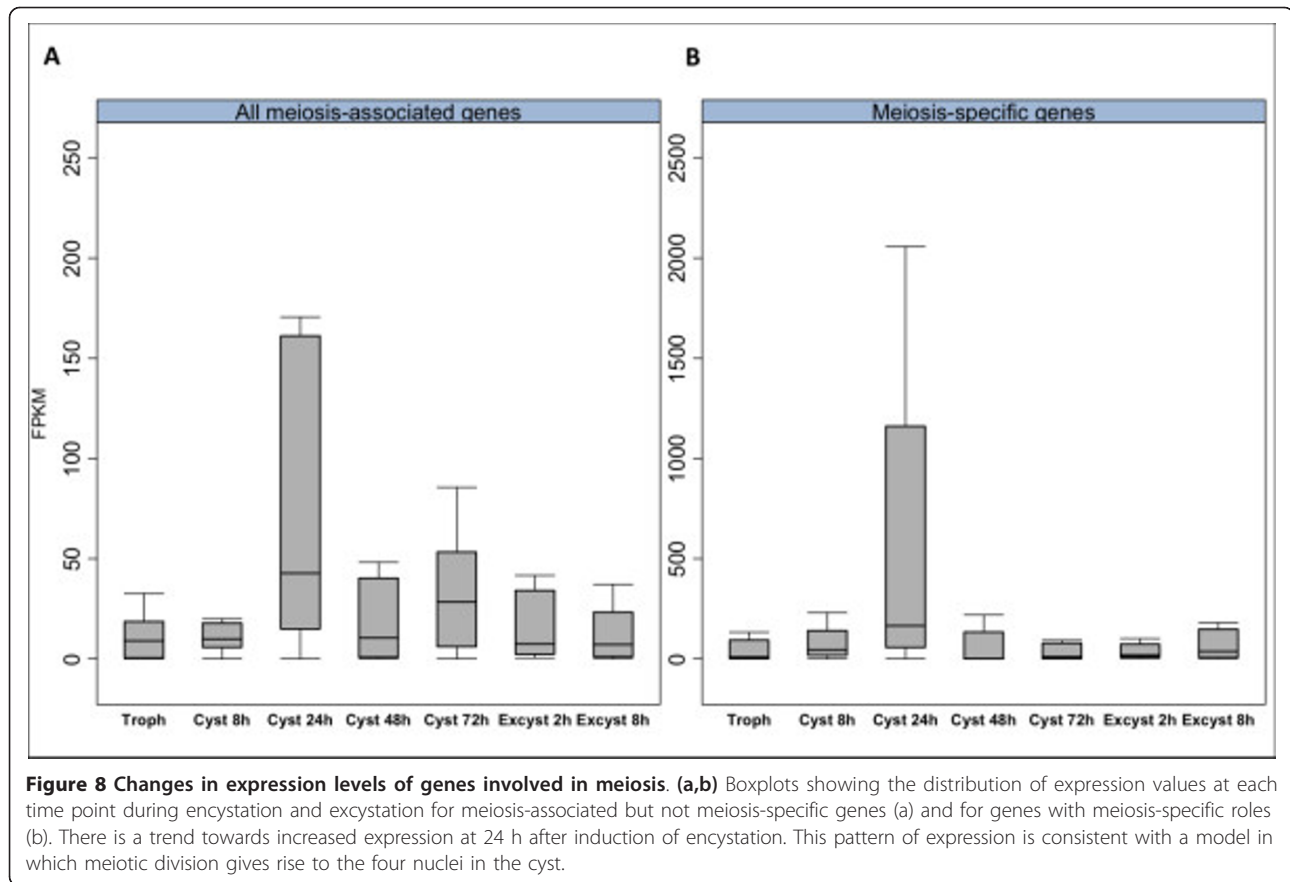 A
B
All meiosis-associated genes
Meiosis-specific genes
250
200
150
100
50
0
FPKM
2500
2000
1500
1000
500
0
Troph Cyst 8h Cyst 24h Cyst 48h Cyst 72h Excyst 2h Excyst 8h
Troph Cyst 8h Cyst 24h Cyst 48h Cyst 72h Excyst 2h Excyst 8h
Figure 8 Changes in expression levels of genes involved in meiosis. (a,b) Boxplots showing the distribution of expression values at each
time point during encystation and excystation for meiosis-associated but not meiosis-specific genes (a) and for genes with meiosis-specific roles
(b). There is a trend towards increased expression at 24 h after induction of encystation. This pattern of expression is consistent with a model in
which meiotic division gives rise to the four nuclei in the cyst.